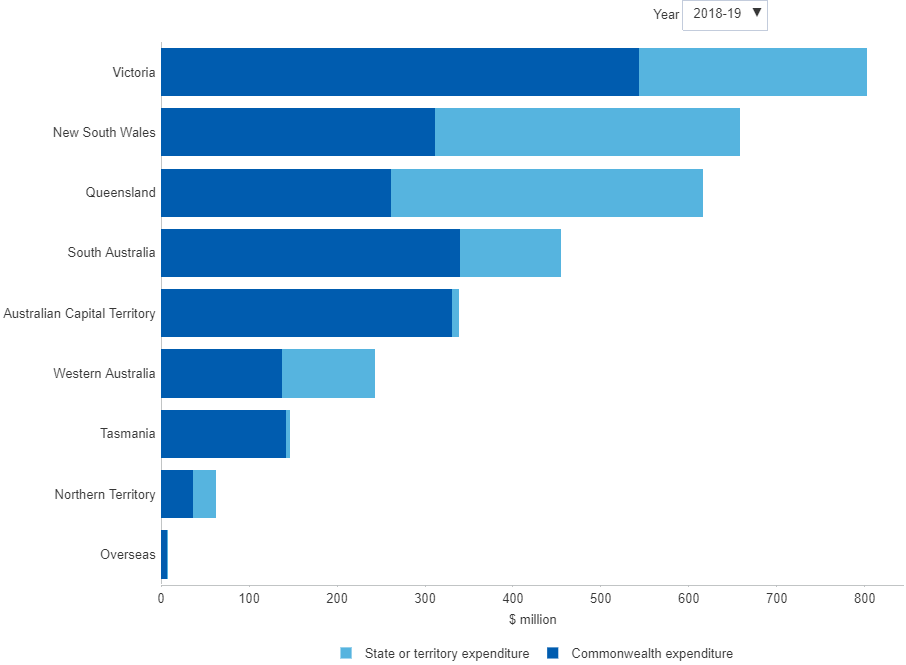 Year 2018-19 ▼
Victoria
New South Wales
Queensland
South Australia
Australian Capital Territory
Western Australia
Tasmania
Northern Territory
Overseas
0 100 200 300 400 500 600 700 800
$ million
State or territory expenditure Commonwealth expenditure